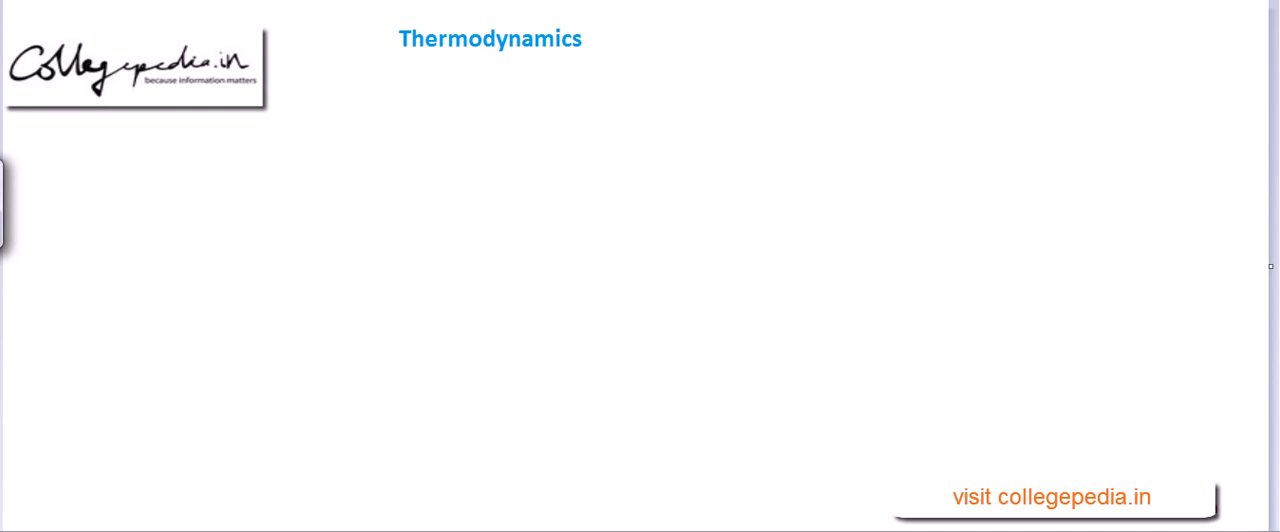 Collegepedia.in
because information matters
Thermodynamics
visit collegepedia.in